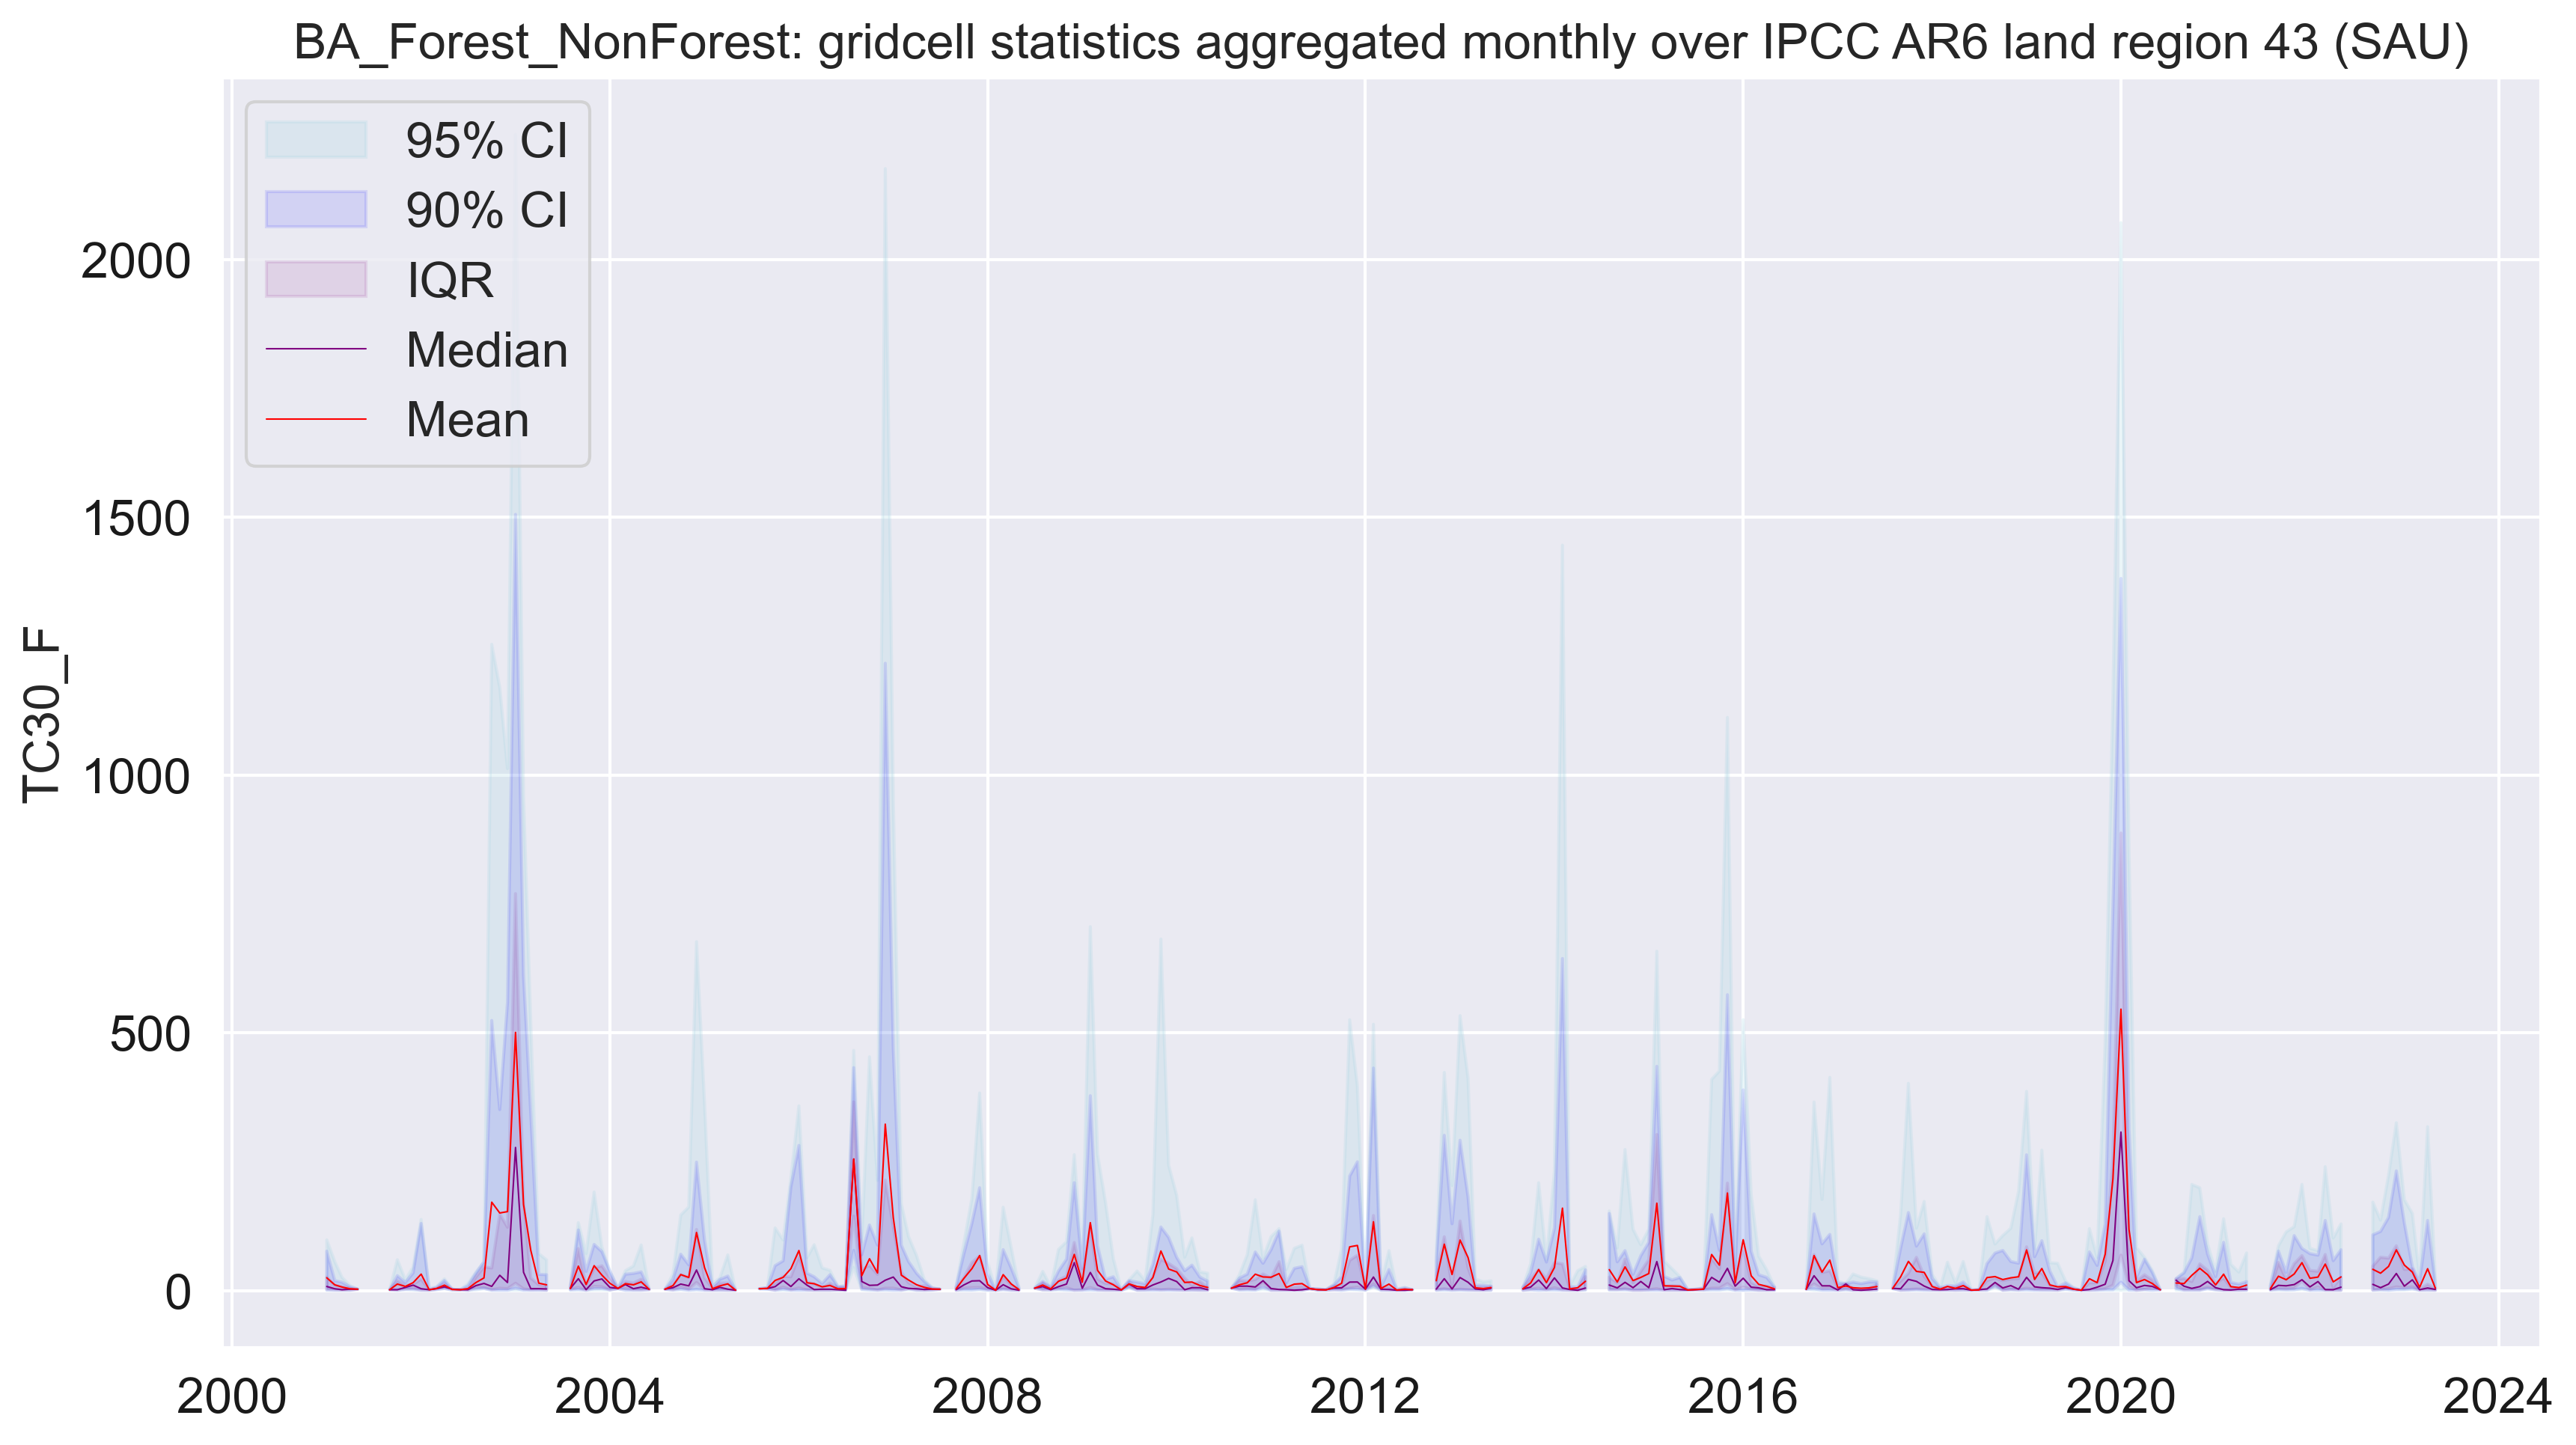 BA_Forest_NonForest: gridcell statistics aggregated monthly over IPCC AR6 land region 43 (SAU)
95% CI
90% CI
IQR
Median
Mean
TC30_F
2000
1500
1000
500
0
2000
2004
2008
2012
2016
2020
2024